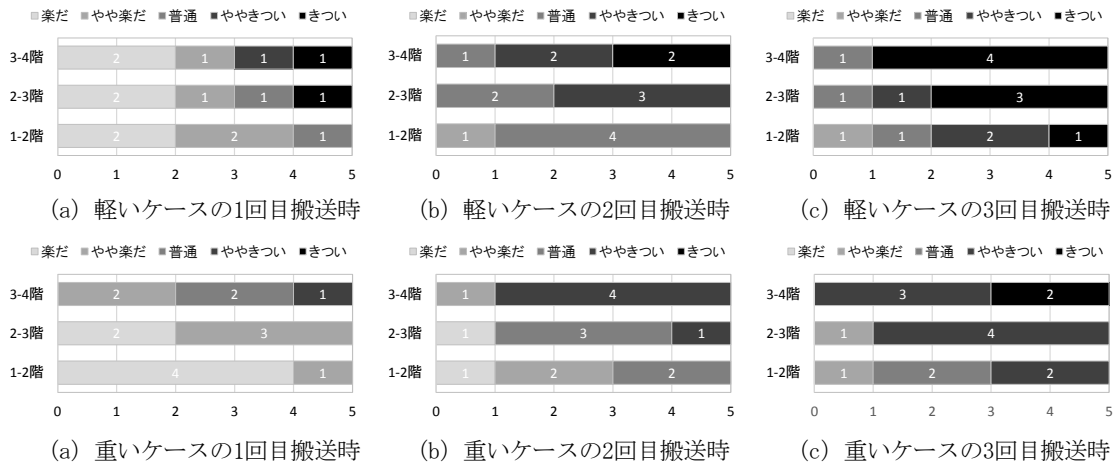 ■楽だ ■やや楽だ ■普通 ■ややきつい ■きつい
3-4階 2 1 1 1
2-3階 2 1 1 1
1-2階 2 2 1
0 1 2 3 4 5
(a) 軽いケースの1回目搬送時
■楽だ ■やや楽だ ■普通 ■ややきつい ■きつい
3-4階 1 2 2
2-3階 2 3
1-2階 1 4
0 1 2 3 4 5
(b) 軽いケースの2回目搬送時
■楽だ ■やや楽だ ■普通 ■ややきつい ■きつい
3-4階 1 4
2-3階 1 1 3
1-2階 1 1 2 1
0 1 2 3 4 5
(c) 軽いケースの3回目搬送時
■楽だ ■やや楽だ ■普通 ■ややきつい ■きつい
3-4階 2 2 1
2-3階 2 3
1-2階 4 1
0 1 2 3 4 5
(a) 重いケースの1回目搬送時
■楽だ ■やや楽だ ■普通 ■ややきつい ■きつい
3-4階 1 4
2-3階 1 3 1
1-2階 1 2 2
0 1 2 3 4 5
(b) 重いケースの2回目搬送時
■楽だ ■やや楽だ ■普通 ■ややきつい ■きつい
3-4階 3 2
2-3階 1 4
1-2階 1 2 2
0 1 2 3 4 5
(c) 重いケースの3回目搬送時